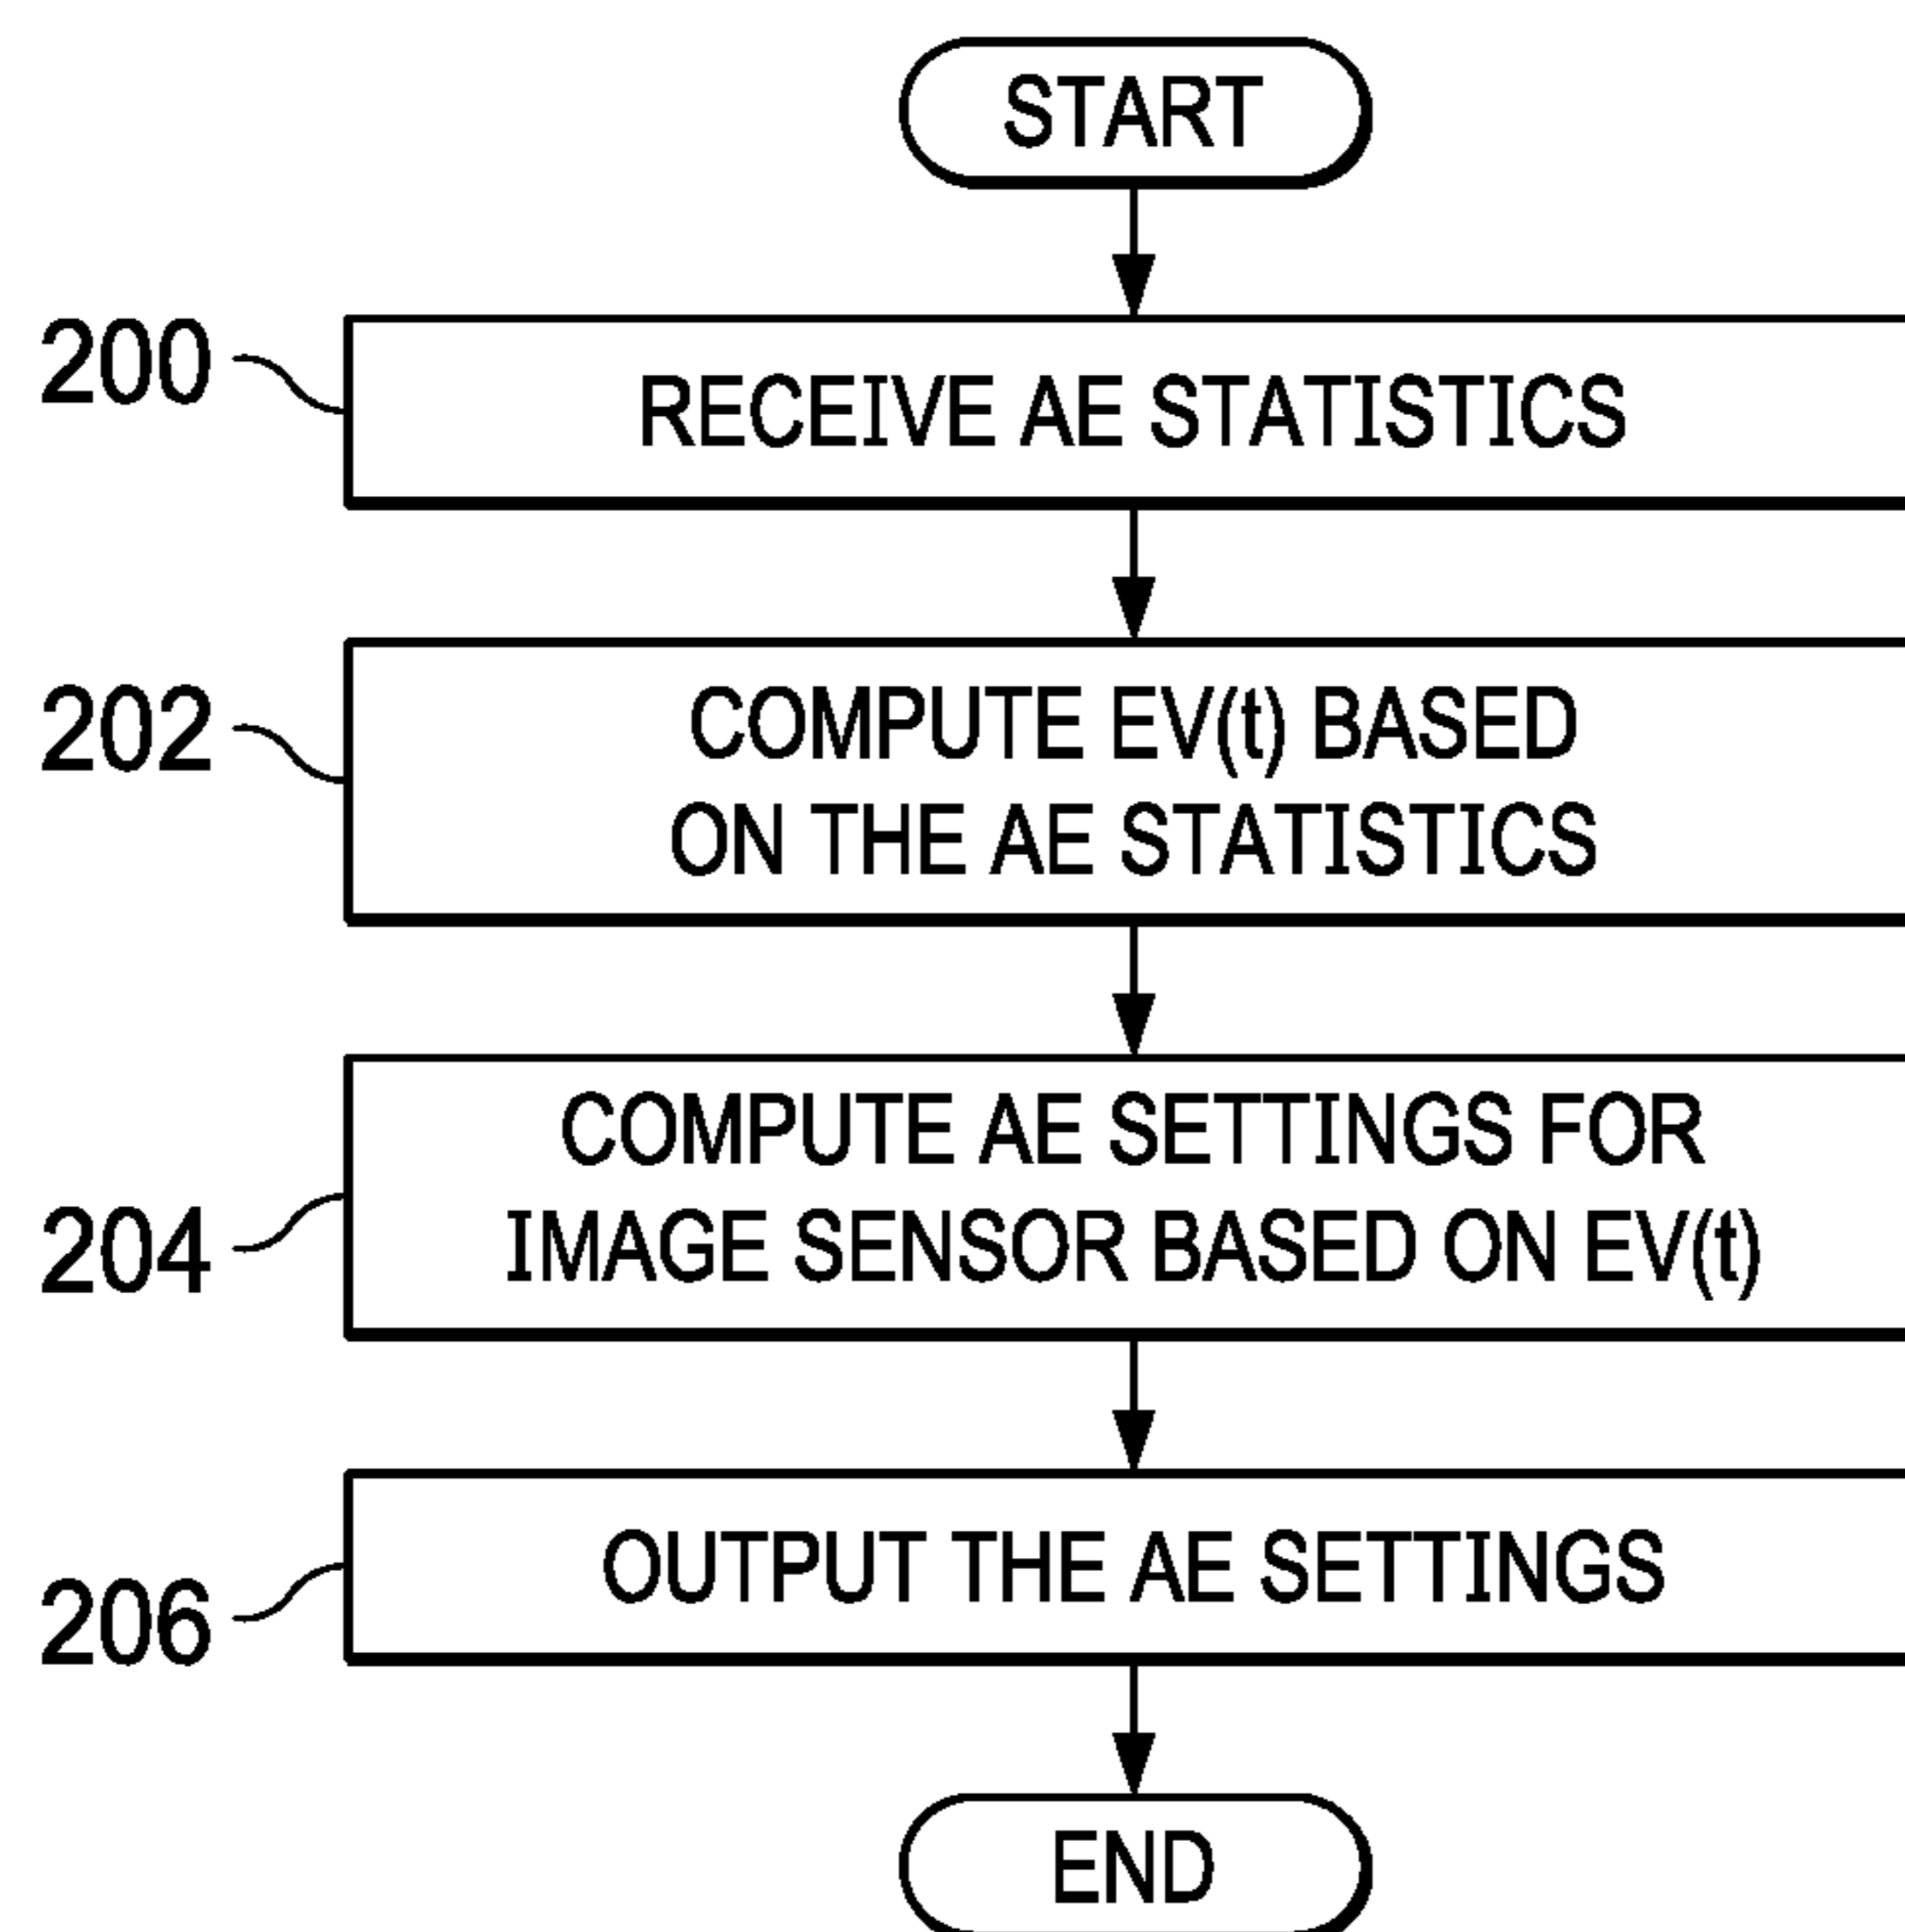 START
200
RECEIVE AE STATISTICS
202
COMPUTE EV(t) BASED
ON THE AE STATISTICS
204
COMPUTE AE SETTINGS FOR
IMAGE SENSOR BASED ON EV(t)
206
OUTPUT THE AE SETTINGS
END